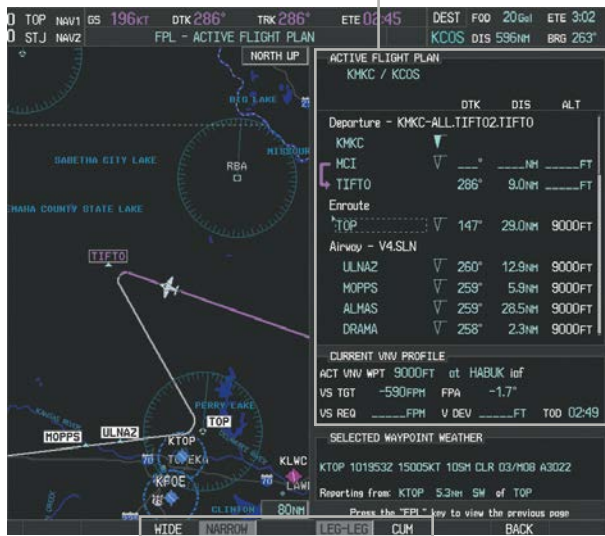 0 TOP NAV1 GS 196KT DTK 286° TRK 286° ETE 02:45 DEST FOD 20Gal ETE 3:02
0 STJ NAV2 FPL - ACTIVE FLIGHT PLAN KCOS DIS 596NM BRG 263°
NORTH UP
BIG LAKE
MISSOUR
SABETHA CITY LAKE
RBA
NEMAHA COUNTY STATE LAKE
TIFTO
PERRY LAKE
TOP
MOPPS
ULNAZ
KTOP
TOPEKA
KLWC
70
KFOE
LAWR
CLINTON
80NM
ACTIVE FLIGHT PLAN
KMKC / KCOS
DTK DIS ALT
Departure - KMKC-ALL.TIFTO2.TIFTO
KMKC
MCI ___° ____NM _____FT
TIFTO 286° 9.0NM _____FT
Enroute
TOP 147° 29.0NM 9000FT
Airway - V4.SLN
ULNAZ 260° 12.9NM 9000FT
MOPPS 259° 5.9NM 9000FT
ALMAS 259° 28.5NM 9000FT
DRAMA 258° 2.3NM 9000FT
CURRENT VNV PROFILE
ACT VNV WPT 9000FT at HABUK iaf
VS TGT -590FPM FPA -1.7°
VS REQ _____FPM V DEV _____FT TOD 02:49
SELECTED WAYPOINT WEATHER
KTOP 101953Z 15005KT 10SM CLR 03/M08 A3022
Reporting from: KTOP 5.3NM SW of TOP
Press the "FPL" key to view the previous page
WIDE NARROW LEG-LEG CUM BACK